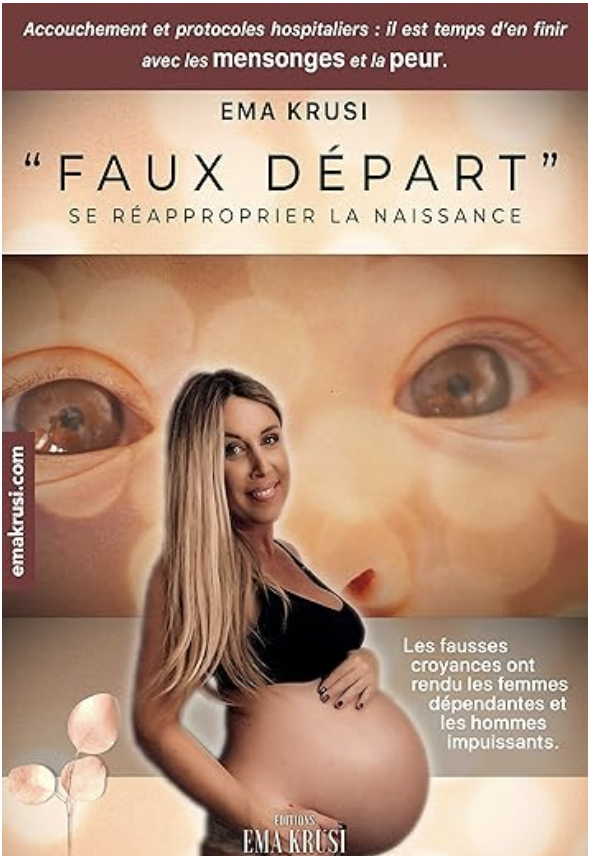 Accouchement et protocoles hospitaliers : il est temps d'en finir
avec les mensonges et la peur.
EMA KRUSI
“FAUX DÉPART”
SE RÉAPPROPRIER LA NAISSANCE
emakrusi.com
Les fausses
croyances ont
rendu les femmes
dépendantes et
les hommes
impuissants.
EDITIONS
EMA KRUSI